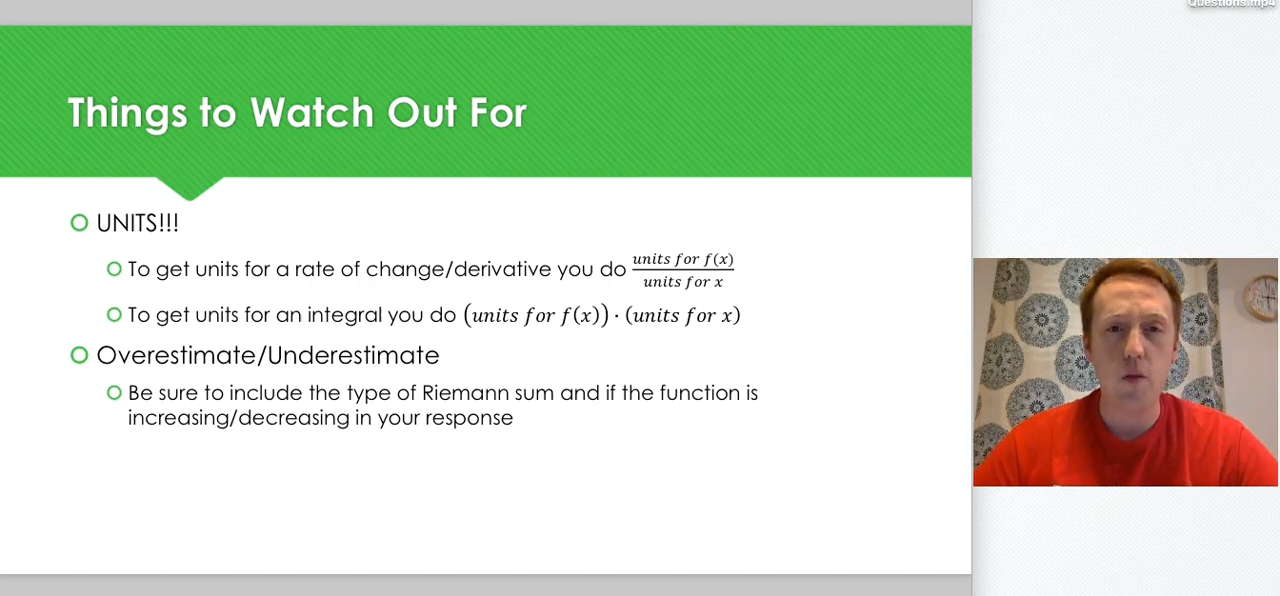 Questions.mp4
Things to Watch Out For
UNITS!!!
To get units for a rate of change/derivative you do units for f(x) / units for x
To get units for an integral you do (units for f(x)) · (units for x)
Overestimate/Underestimate
Be sure to include the type of Riemann sum and if the function is
increasing/decreasing in your response